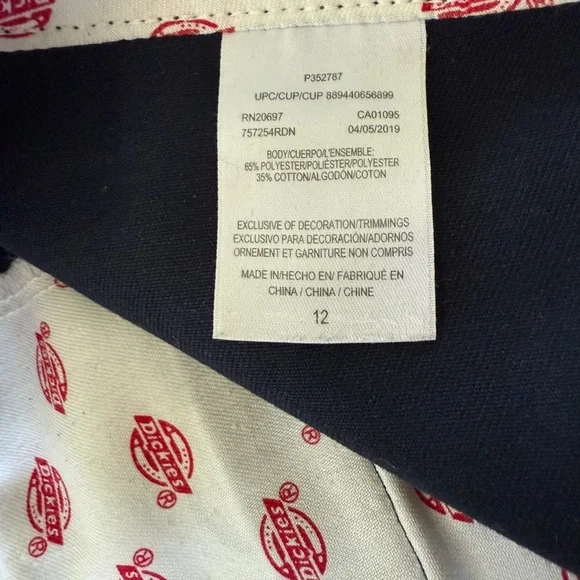 P352787
UPC/CUP/CUP 889440656899
RN20697 CA01095
757254RDN 04/05/2019
BODY/CUERPO/L'ENSEMBLE:
65% POLYESTER/POLIÉSTER/POLYESTER
35% COTTON/ALGODÓN/COTON
EXCLUSIVE OF DECORATION/TRIMMINGS
EXCLUSIVO PARA DECORACIÓN/ADORNOS
ORNEMENT ET GARNITURE NON COMPRIS
MADE IN/HECHO EN/ FABRIQUÉ EN
CHINA / CHINA / CHINE
12
Dickies®
Dickies®
Dickies®
Dickies®